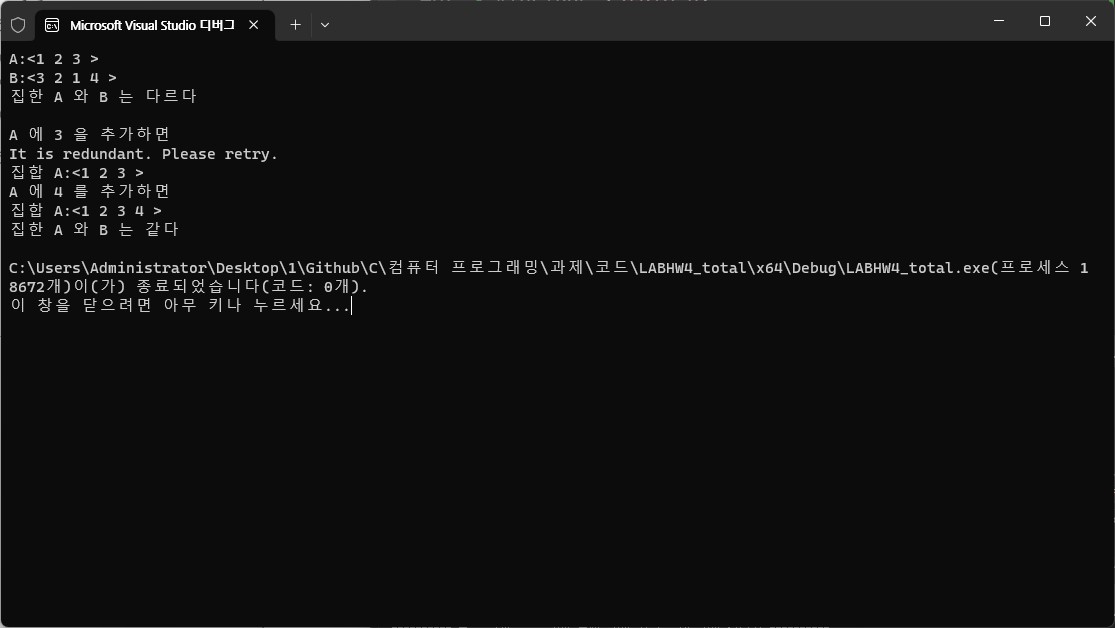 Microsoft Visual Studio 디버그
A:<1 2 3 >
B:<3 2 1 4 >
집한 A 와 B 는 다르다
A 에 3 을 추가하면
It is redundant. Please retry.
집합 A:<1 2 3 >
A 에 4 를 추가하면
집합 A:<1 2 3 4 >
집한 A 와 B 는 같다
C:\Users\Administrator\Desktop\1\Github\C\컴퓨터 프로그래밍\과제\코드\LABHW4_total\x64\Debug\LABHW4_total.exe(프로세스 1
8672개)이(가) 종료되었습니다(코드: 0개).
이 창을 닫으려면 아무 키나 누르세요...